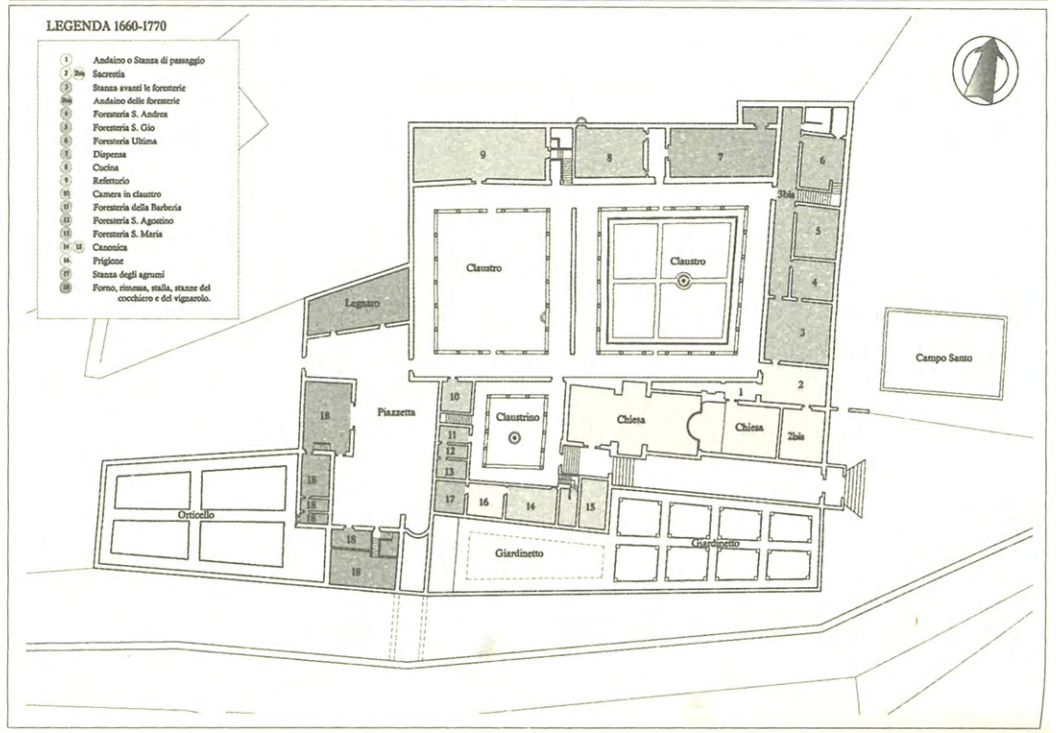 LEGENDA 1660-1770
1 Andaino o Stanza di passaggio
2 2bis Sacrestia
3 Stanza avanti le foresterie
3bis Andaino delle foresterie
4 Foresteria S. Andrea
5 Foresteria S. Gio
6 Foresteria Ultima
7 Dispensa
8 Cucina
9 Refettorio
10 Camera in claustro
11 Foresteria della Barberia
12 Foresteria S. Agostino
13 Foresteria S. Maria
14 15 Canonica
16 Prigione
17 Stanza degli agrumi
18 Forno, rimessa, stalla, stanze del
cocchiere e del vignarolo.
9
8
7
6
3bis
5
4
3
Claustro
Claustro
Legnaro
Campo Santo
2
1
10
Claustrino
Chiesa
Chiesa
2bis
Piazzetta
18
11
12
13
18
18
18
17
16
14
15
Orticello
18
18
Giardinetto
Giardinetto